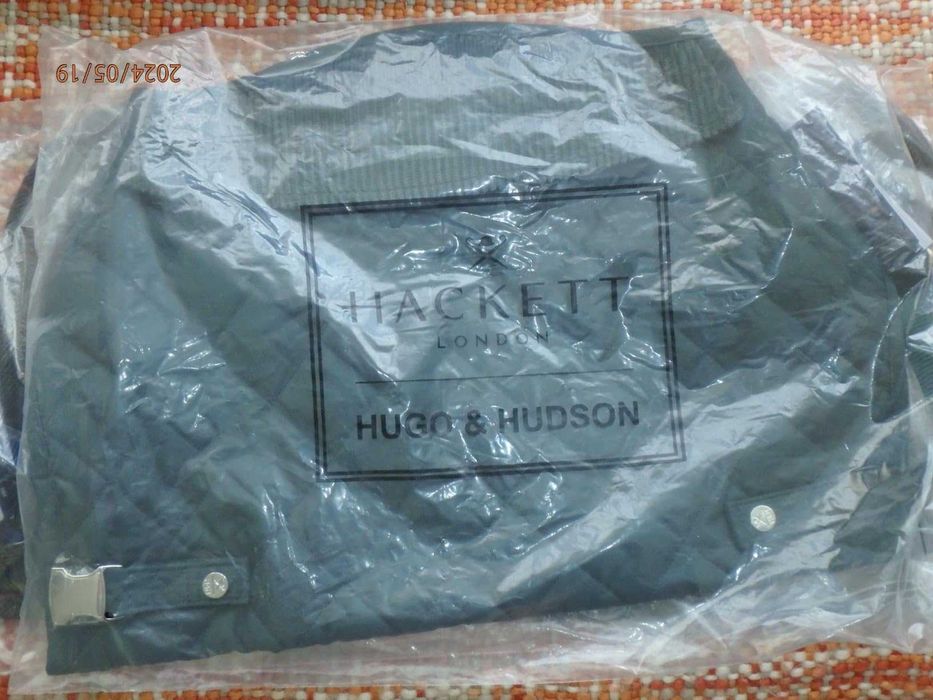 2024/05/19
HACKETT
LONDON
HUGO & HUDSON